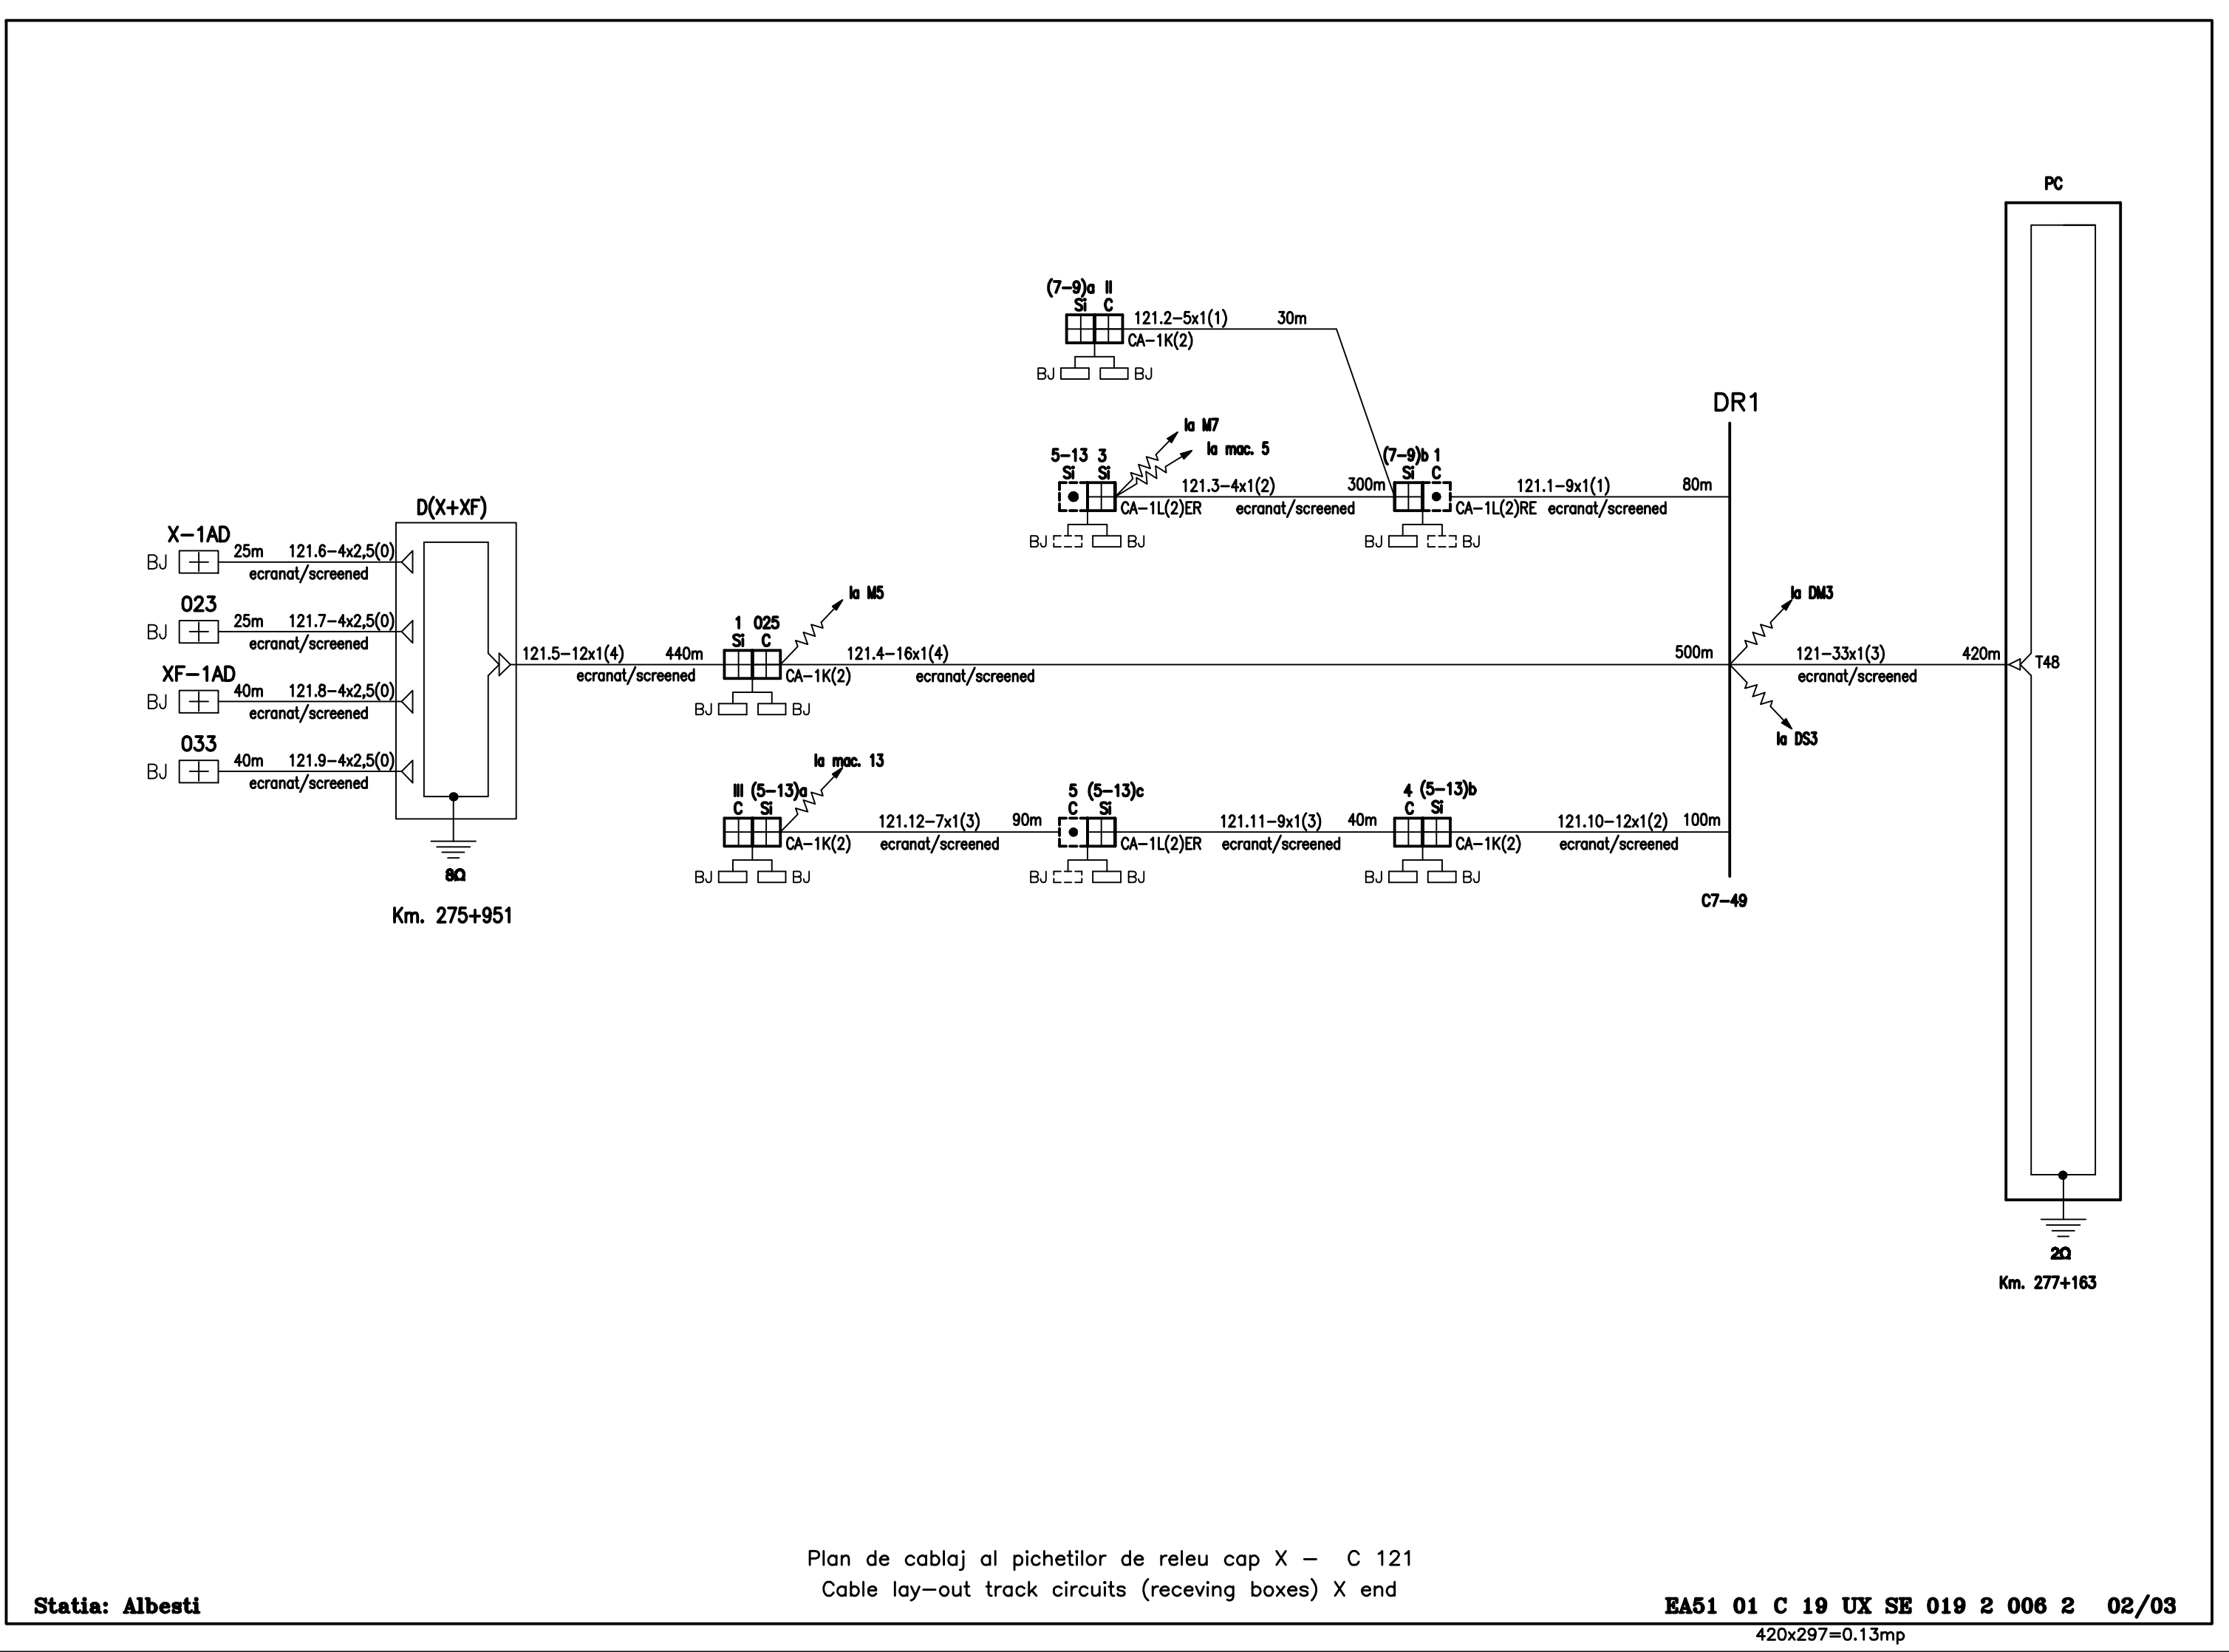 PC
(7-9)a II
Si C
121.2-5x1(1) 30m
CA-1K(2)
BJ BJ
DR1
la M7
la mac. 5
5-13 3
Si Si
121.3-4x1(2) 300m
CA-1L(2)ER ecranat/screened
BJ BJ
(7-9)b 1
Si C
121.1-9x1(1) 80m
CA-1L(2)RE ecranat/screened
BJ BJ
D(X+XF)
X-1AD
BJ 25m 121.6-4x2,5(0)
ecranat/screened
023
BJ 25m 121.7-4x2,5(0)
ecranat/screened
XF-1AD
BJ 40m 121.8-4x2,5(0)
ecranat/screened
033
BJ 40m 121.9-4x2,5(0)
ecranat/screened
8Ω
Km. 275+951
121.5-12x1(4) 440m
ecranat/screened
la M5
1 025
Si C
CA-1K(2)
BJ BJ
121.4-16x1(4) 500m
ecranat/screened
la DM3
121-33x1(3) 420m
ecranat/screened
T48
la DS3
la mac. 13
III (5-13)a
C Si
CA-1K(2)
BJ BJ
121.12-7x1(3) 90m
ecranat/screened
5 (5-13)c
C Si
CA-1L(2)ER
BJ BJ
121.11-9x1(3) 40m
ecranat/screened
4 (5-13)b
C Si
CA-1K(2)
BJ BJ
121.10-12x1(2) 100m
ecranat/screened
C7-49
2Ω
Km. 277+163
Plan de cablaj al pichetilor de releu cap X - C 121
Cable lay-out track circuits (receving boxes) X end
Statia: Albesti
EA51 01 C 19 UX SE 019 2 006 2 02/03
420x297=0.13mp